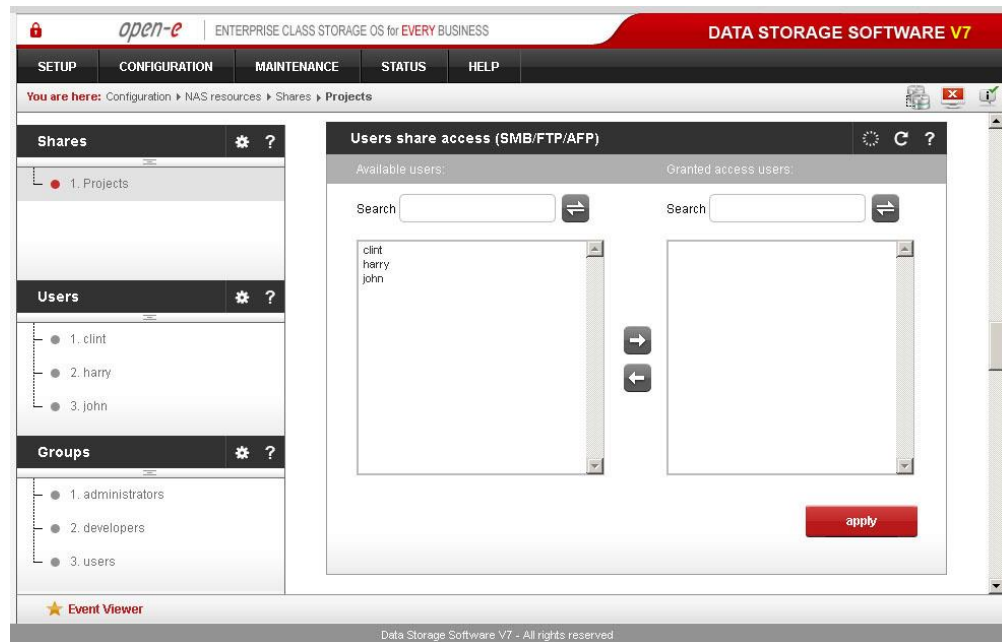 open-e ENTERPRISE CLASS STORAGE OS for EVERY BUSINESS DATA STORAGE SOFTWARE V7
SETUP CONFIGURATION MAINTENANCE STATUS HELP
You are here: Configuration NAS resources Shares Projects
Shares ?
1. Projects
Users ?
1. clint
2. harry
3. john
Groups ?
1. administrators
2. developers
3. users
Users share access (SMB/FTP/AFP) ?
Available users: Granted access users:
Search Search
clint
harry
john
apply
Event Viewer
Data Storage Software V7 - All rights reserved